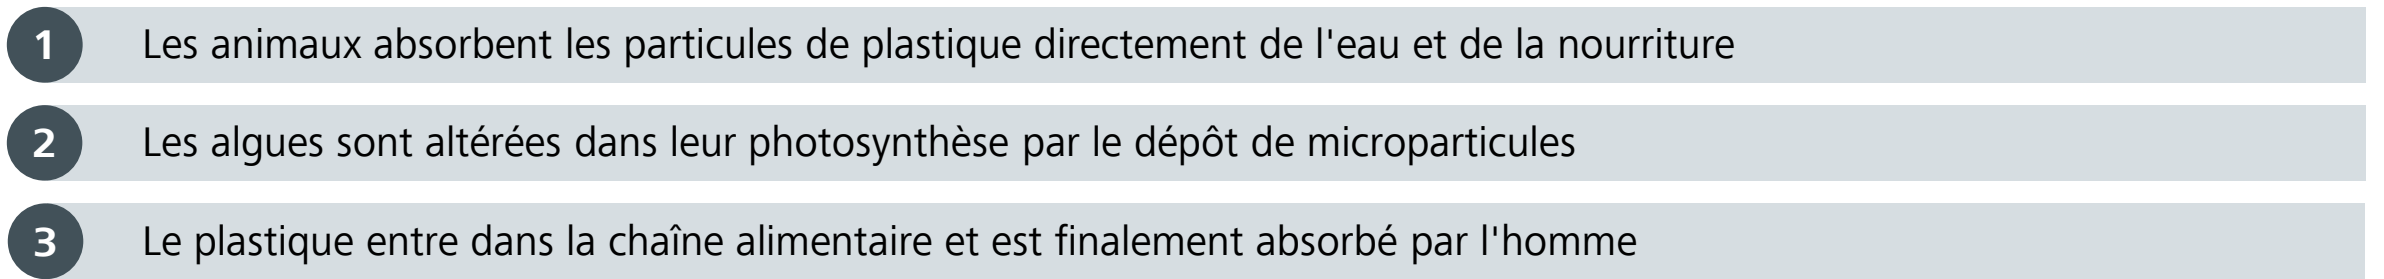 1 Les animaux absorbent les particules de plastique directement de l'eau et de la nourriture
2 Les algues sont altérées dans leur photosynthèse par le dépôt de microparticules
3 Le plastique entre dans la chaîne alimentaire et est finalement absorbé par l'homme